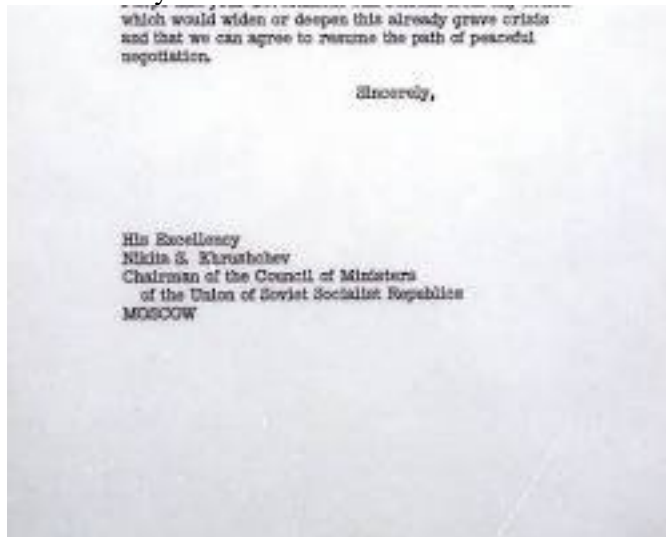 which would widen or deepen this already grave crisis
and that we can agree to resume the path of peaceful
negotiation.
Sincerely,
His Excellency
Nikita S. Khrushchev
Chairman of the Council of Ministers
of the Union of Soviet Socialist Republics
MOSCOW